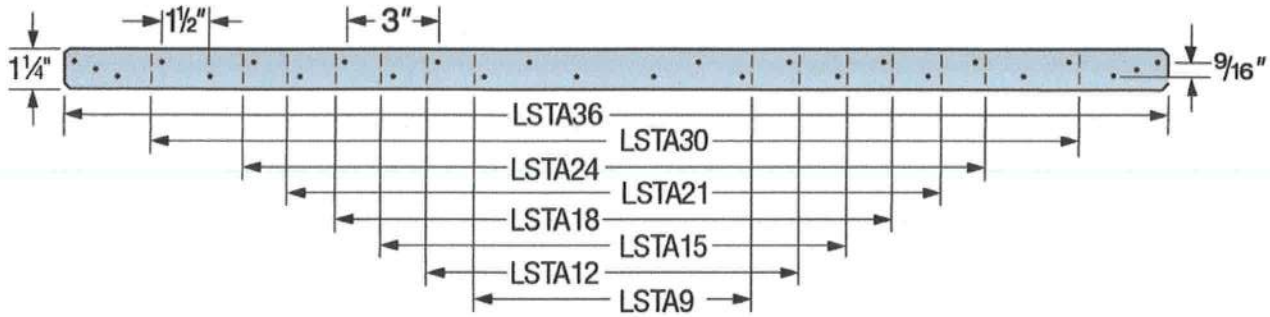 1½" 3"
1¼" 9/16"
LSTA36
LSTA30
LSTA24
LSTA21
LSTA18
LSTA15
LSTA12
LSTA9